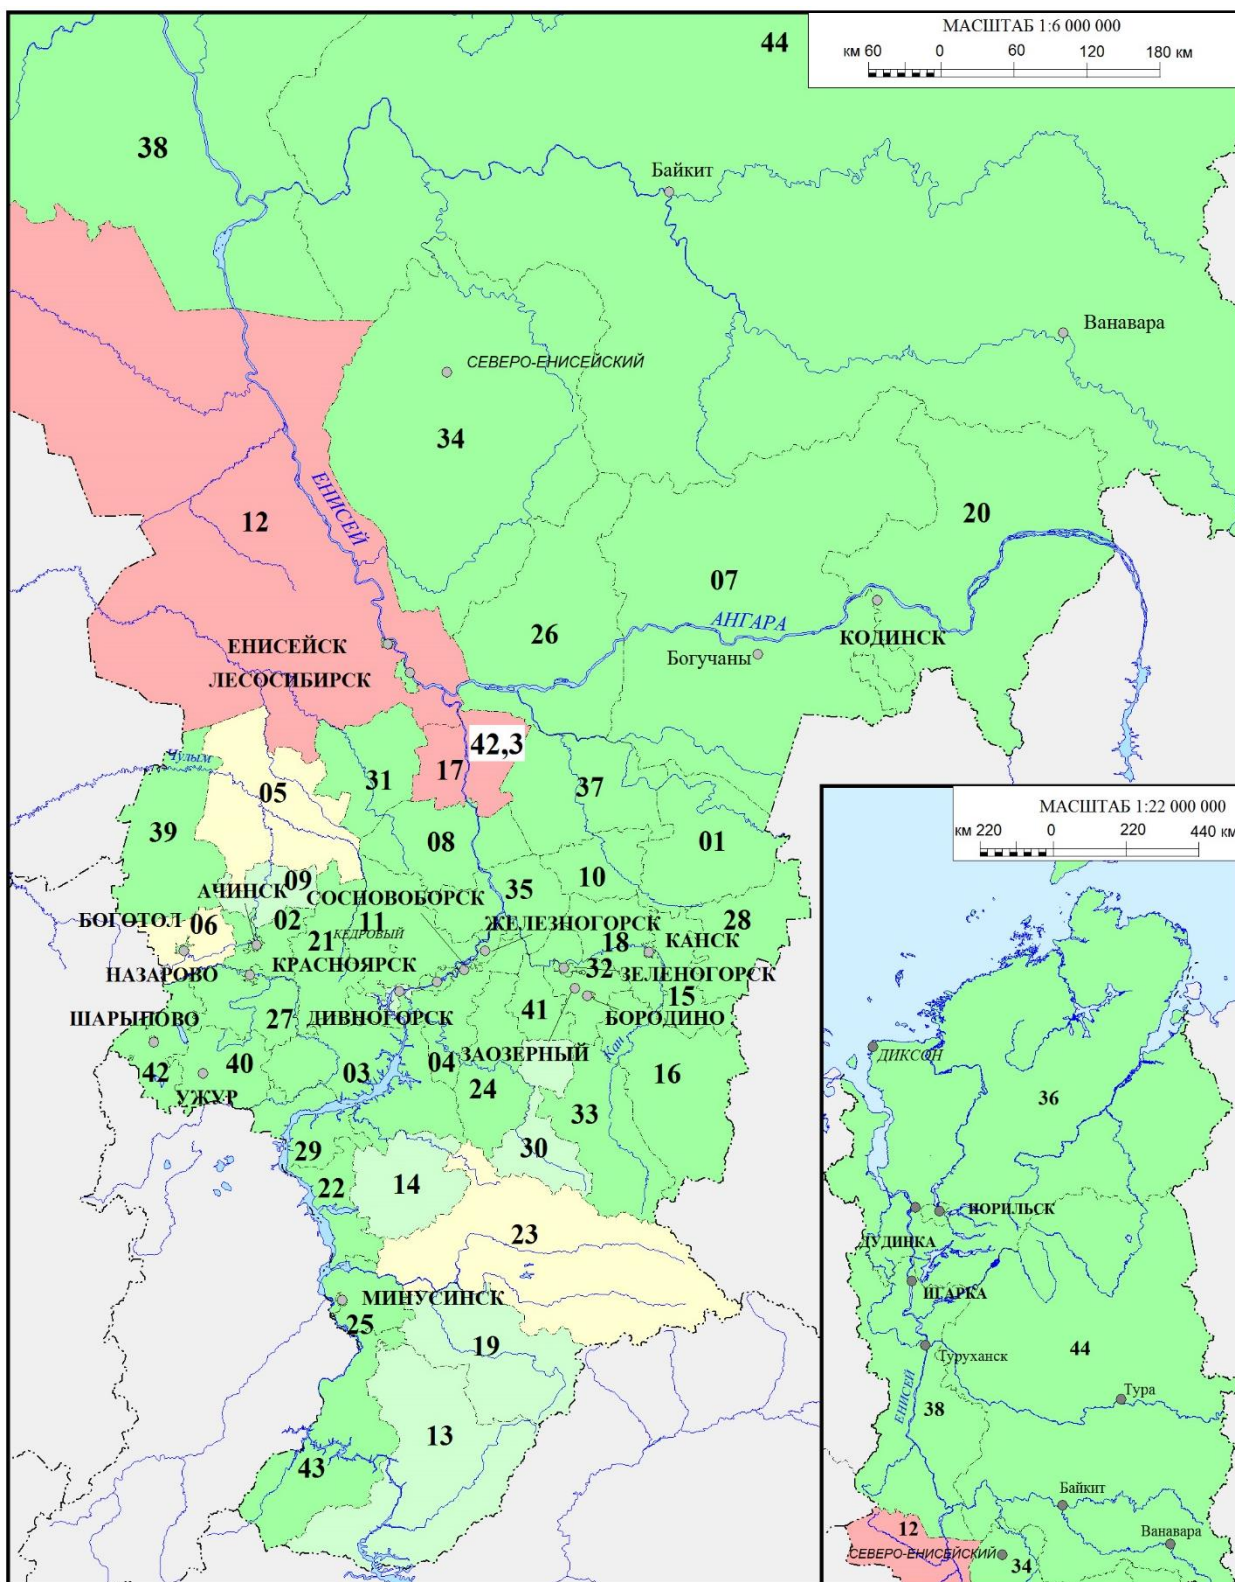 МАСШТАБ 1:6 000 000
км 60 0 60 120 180 км
44
38
Байкит
Ванавара
СЕВЕРО-ЕНИСЕЙСКИЙ
34
ЕНИСЕЙ
12
20
07
АНГАРА
26
КОДИНСК
ЕНИСЕЙСК
Богучаны
ЛЕСОСИБИРСК
42,3
Чулым
17
31
37
05
39
08
01
09
10
АЧИНСК
СОСНОВОБОРСК
35
БОГОТОЛ
06
02
11
ЖЕЛЕЗНОГОРСК
28
21
КЕДРОВЫЙ
18
КАНСК
НАЗАРОВО
КРАСНОЯРСК
32
ЗЕЛЕНОГОРСК
15
ШАРЫПОВО
27
ДИВНОГОРСК
41
БОРОДИНО
ЗАОЗЕРНЫЙ
Кан
42
40
03
04
16
УЖУР
24
33
29
30
22
14
23
МИНУСИНСК
25
19
13
43
МАСШТАБ 1:22 000 000
км 220 0 220 440 км
ДИКСОН
36
НОРИЛЬСК
ДУДИНКА
ИГАРКА
Туруханск
44
ЕНИСЕЙ
38
Тура
Байкит
12
Ванавара
СЕВЕРО-ЕНИСЕЙСКИЙ
34